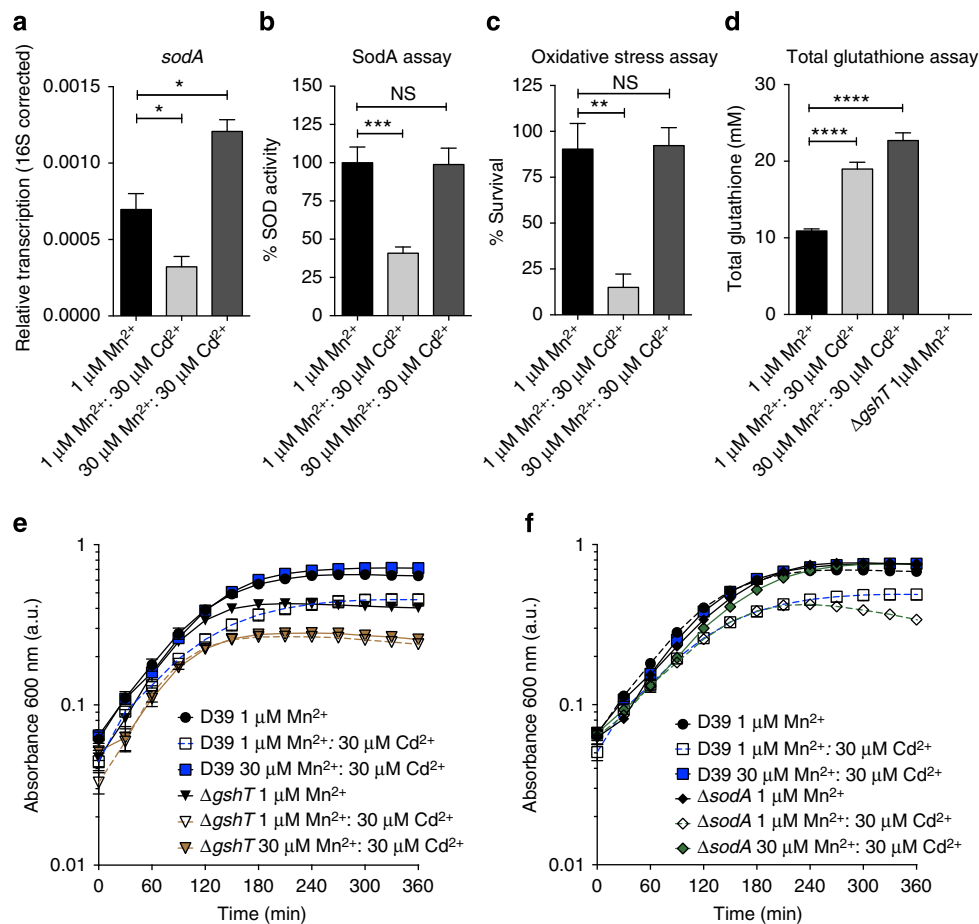 a
sodA
Relative transcription (16S corrected)
0.0015
0.0010
0.0005
0.0000
*
*
1 μM Mn²⁺
1 μM Mn²⁺: 30 μM Cd²⁺
30 μM Mn²⁺: 30 μM Cd²⁺
b
SodA assay
% SOD activity
150
125
100
75
50
25
0
NS
***
1 μM Mn²⁺
1 μM Mn²⁺: 30 μM Cd²⁺
30 μM Mn²⁺: 30 μM Cd²⁺
c
Oxidative stress assay
% Survival
125
100
75
50
25
0
NS
**
1 μM Mn²⁺
1 μM Mn²⁺: 30 μM Cd²⁺
30 μM Mn²⁺: 30 μM Cd²⁺
d
Total glutathione assay
Total glutathione (mM)
30
20
10
0
****
****
1 μM Mn²⁺
1 μM Mn²⁺: 30 μM Cd²⁺
30 μM Mn²⁺: 30 μM Cd²⁺
ΔgshT 1μM Mn²⁺
e
Absorbance 600 nm (a.u.)
1
0.1
0.01
D39 1 μM Mn²⁺
D39 1 μM Mn²⁺: 30 μM Cd²⁺
D39 30 μM Mn²⁺: 30 μM Cd²⁺
ΔgshT 1 μM Mn²⁺
ΔgshT 1 μM Mn²⁺: 30 μM Cd²⁺
ΔgshT 30 μM Mn²⁺: 30 μM Cd²⁺
0 60 120 180 240 300 360
Time (min)
f
Absorbance 600 nm (a.u.)
1
0.1
0.01
D39 1 μM Mn²⁺
D39 1 μM Mn²⁺: 30 μM Cd²⁺
D39 30 μM Mn²⁺: 30 μM Cd²⁺
ΔsodA 1 μM Mn²⁺
ΔsodA 1 μM Mn²⁺: 30 μM Cd²⁺
ΔsodA 30 μM Mn²⁺: 30 μM Cd²⁺
0 60 120 180 240 300 360
Time (min)